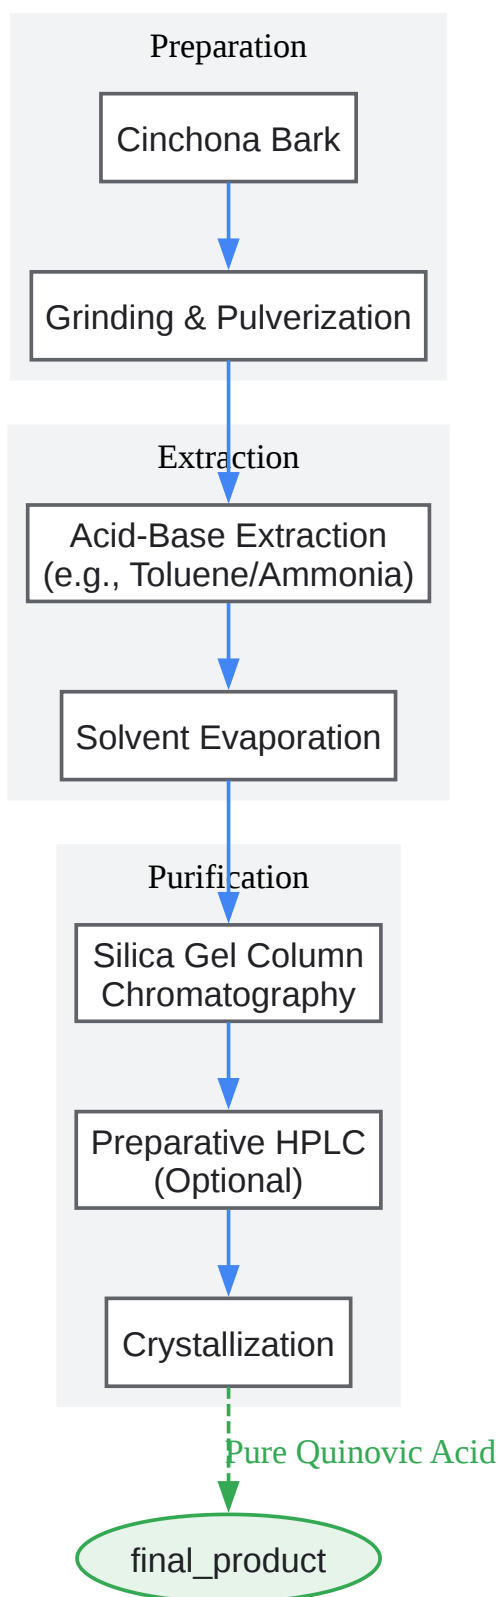 Preparation
Cinchona Bark
Grinding & Pulverization
Extraction
Acid-Base Extraction
(e.g., Toluene/Ammonia)
Solvent Evaporation
Purification
Silica Gel Column
Chromatography
Preparative HPLC
(Optional)
Crystallization
Pure Quinovic Acid
final_product